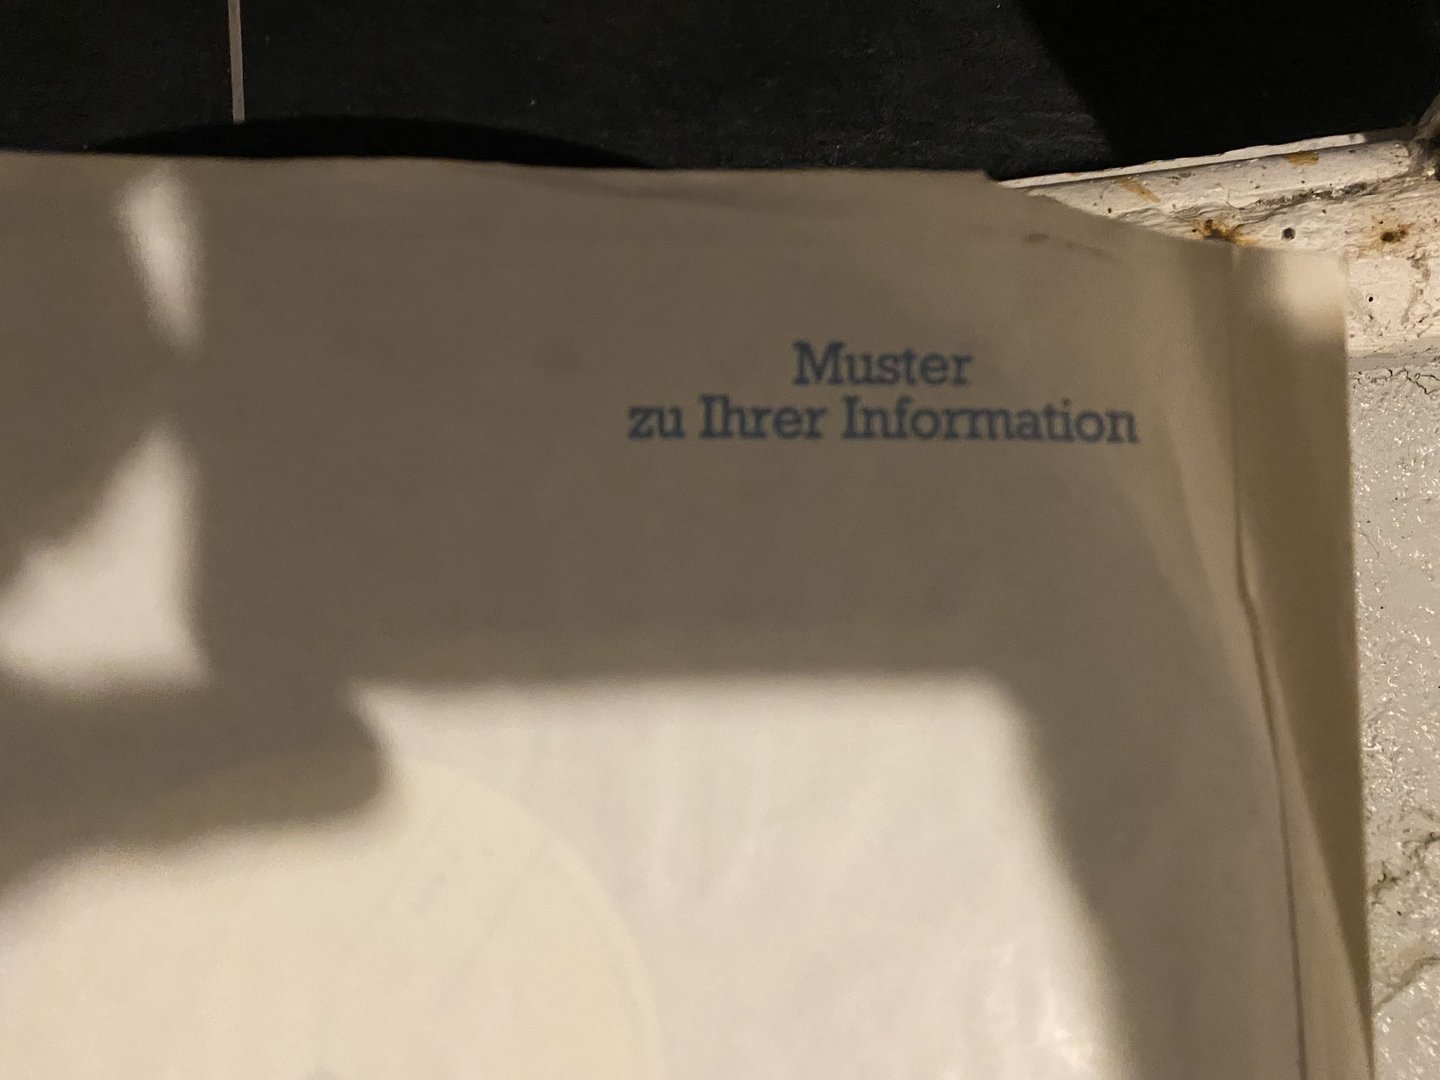 Muster
zu Ihrer Information